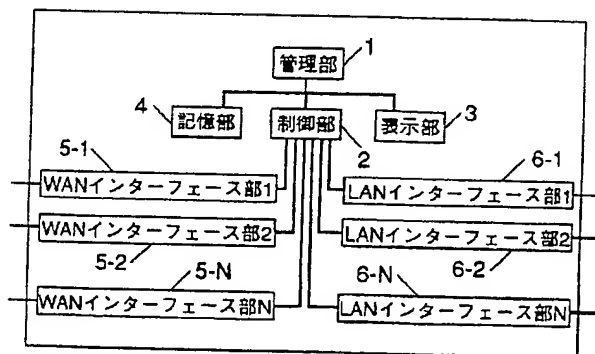 1
管理部
4
記憶部
制御部
表示部
3
2
5-1
6-1
WANインターフェース部1
LANインターフェース部1
WANインターフェース部2
LANインターフェース部2
5-2
5-N
6-N
6-2
WANインターフェース部N
LANインターフェース部N